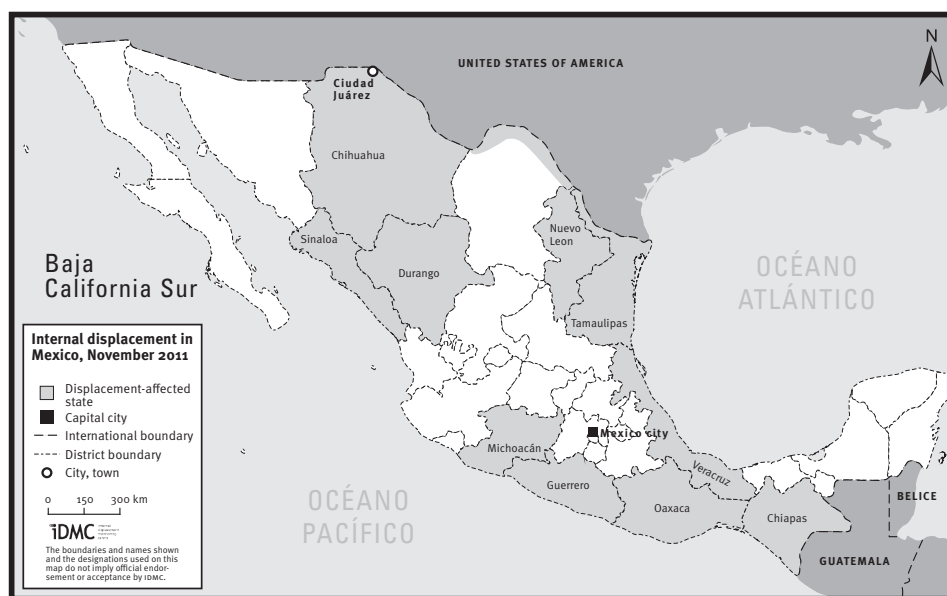 N
UNITED STATES OF AMERICA
Ciudad
Juárez
Chihuahua
Sinaloa
Nuevo
Leon
Durango
Baja
California Sur
OCÉANO
ATLÁNTICO
Tamaulipas
Internal displacement in
Mexico, November 2011
Displacement-affected
state
Capital city
International boundary
District boundary
City, town
0 150 300 km
iDMC
The boundaries and names shown
and the designations used on this
map do not imply official endor-
sement or acceptance by IDMC.
Mexico city
Michoacán
Veracruz
Guerrero
Oaxaca
Chiapas
OCÉANO
PACÍFICO
BELICE
GUATEMALA